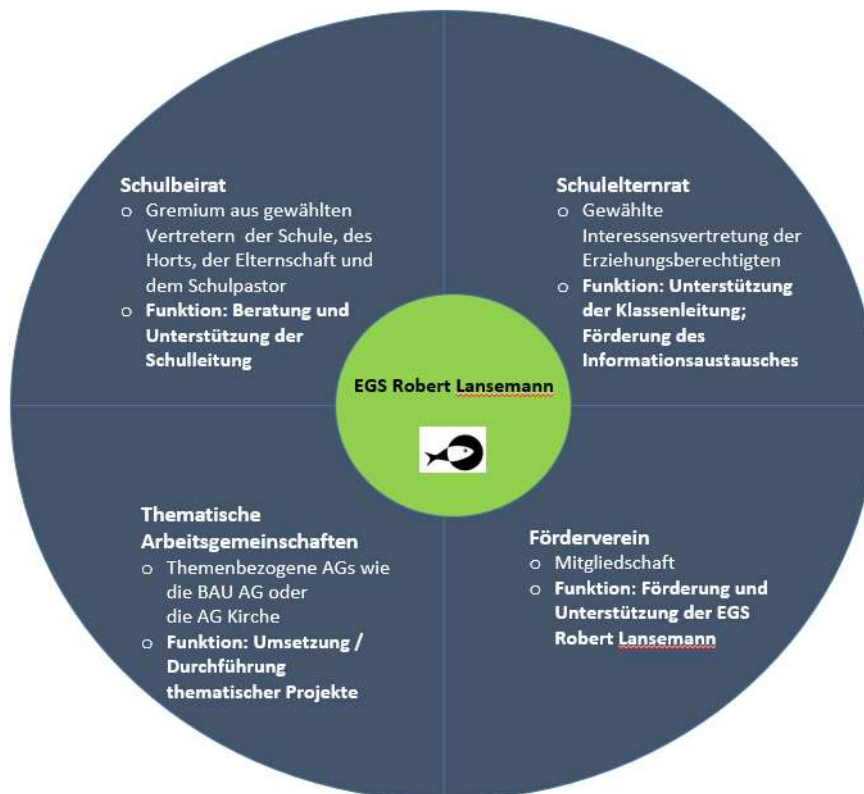 Schulbeirat
o Gremium aus gewählten
Vertretern der Schule, des
Horts, der Elternschaft und
dem Schulpastor
o Funktion: Beratung und
Unterstützung der
Schulleitung
Schulelternrat
o Gewählte
Interessensvertretung der
Erziehungsberechtigten
o Funktion: Unterstützung
der Klassenleitung;
Förderung des
Informationsaustausches
EGS Robert Lansemann
Thematische
Arbeitsgemeinschaften
o Themenbezogene AGs wie
die BAU AG oder
die AG Kirche
o Funktion: Umsetzung /
Durchführung
thematischer Projekte
Förderverein
o Mitgliedschaft
o Funktion: Förderung und
Unterstützung der EGS
Robert Lansemann